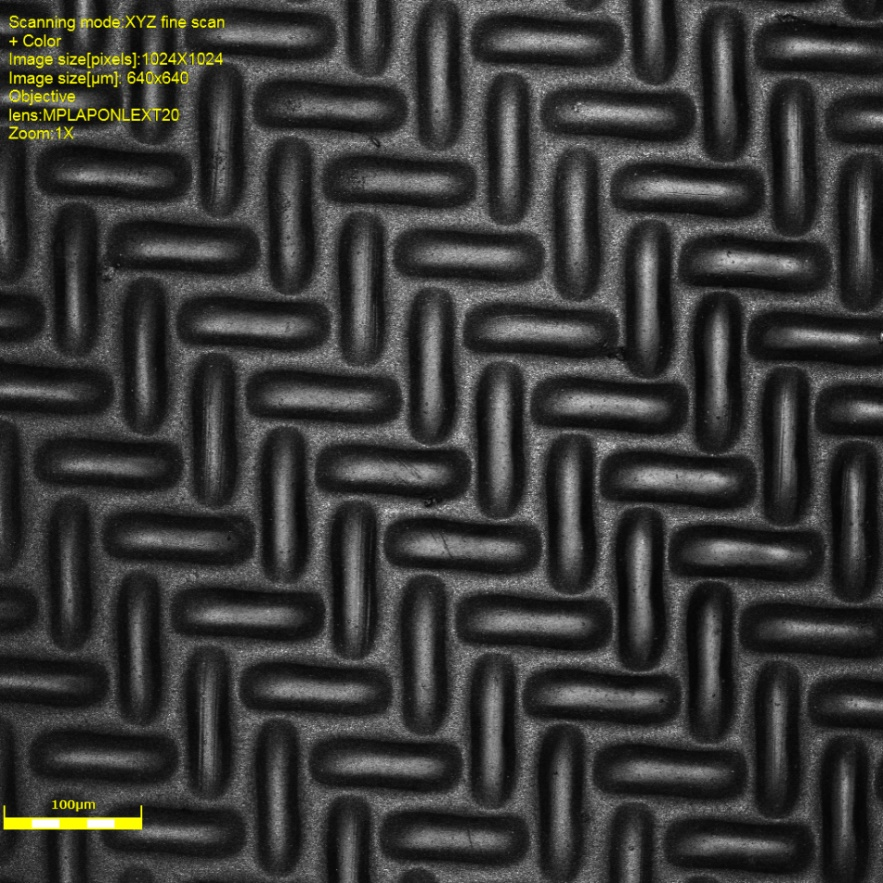 Scanning mode:XYZ fine scan
+ Color
Image size[pixels]:1024X1024
Image size[µm]: 640x640
Objective
lens:MPLAPONLEXT20
Zoom:1X
100µm